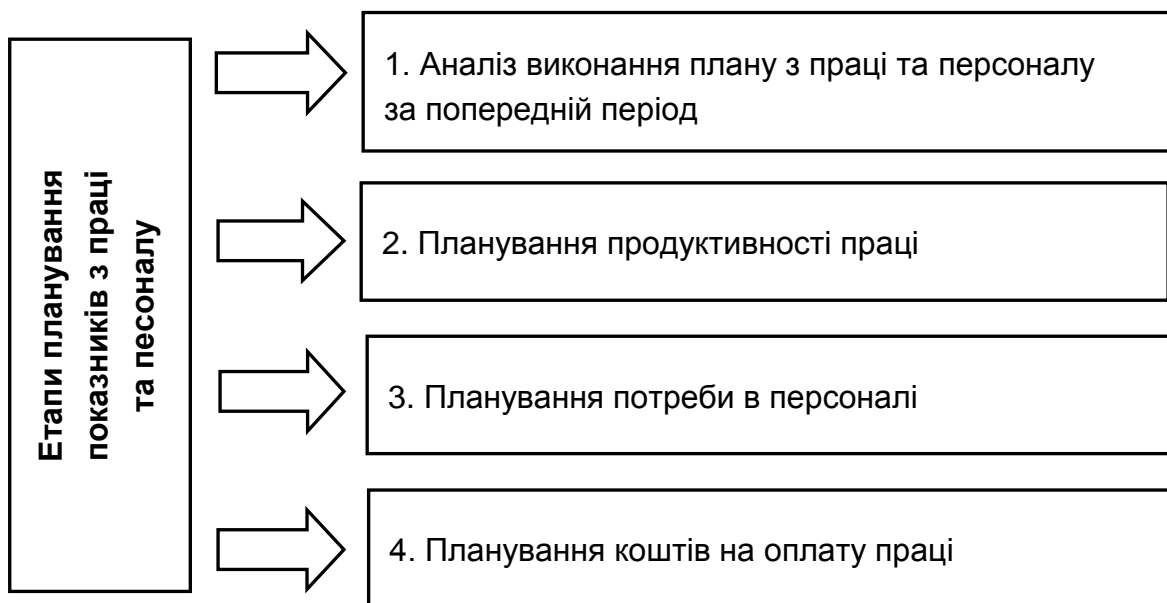 Етапи планування
показників з праці
та песоналу
1. Аналіз виконання плану з праці та персоналу
за попередній період
2. Планування продуктивності праці
3. Планування потреби в персоналі
4. Планування коштів на оплату праці